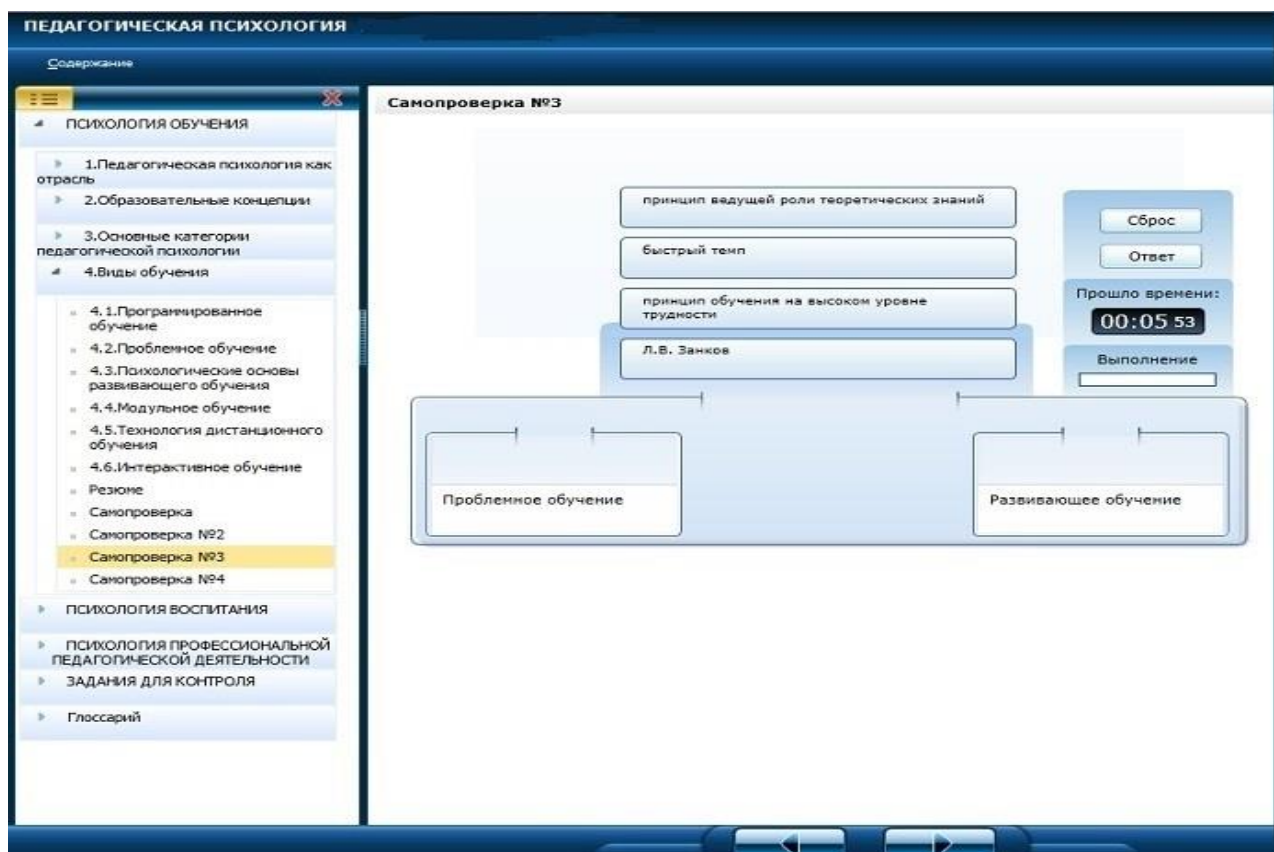 ПЕДАГОГИЧЕСКАЯ ПСИХОЛОГИЯ
Содержание
ПСИХОЛОГИЯ ОБУЧЕНИЯ
1.Педагогическая психология как
отрасль
2.Образовательные концепции
3.Основные категории
педагогической психологии
4.Виды обучения
4.1.Программированное
обучение
4.2.Проблемное обучение
4.3.Психологические основы
развивающего обучения
4.4.Модульное обучение
4.5.Технология дистанционного
обучения
4.6.Интерактивное обучение
Резюме
Самопроверка
Самопроверка №2
Самопроверка №3
Самопроверка №4
ПСИХОЛОГИЯ ВОСПИТАНИЯ
ПСИХОЛОГИЯ ПРОФЕССИОНАЛЬНОЙ
ПЕДАГОГИЧЕСКОЙ ДЕЯТЕЛЬНОСТИ
ЗАДАНИЯ ДЛЯ КОНТРОЛЯ
Глоссарий
Самопроверка №3
принцип ведущей роли теоретических знаний
быстрый темп
принцип обучения на высоком уровне
трудности
Л.В. Занков
Сброс
Ответ
Прошло времени:
00:05 53
Выполнение
Проблемное обучение
Развивающее обучение